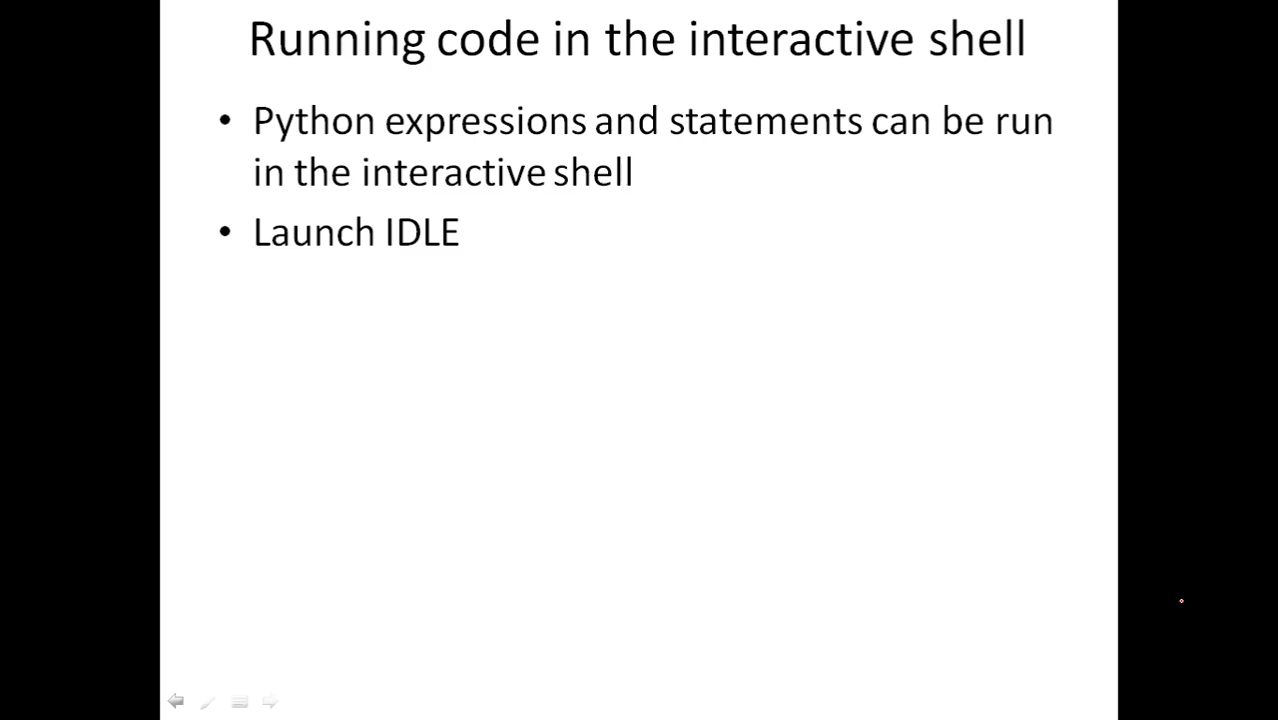 Running code in the interactive shell
• Python expressions and statements can be run
in the interactive shell
• Launch IDLE